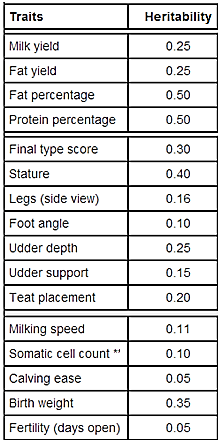 Traits Heritability
Milk yield 0.25
Fat yield 0.25
Fat percentage 0.50
Protein percentage 0.50
Final type score 0.30
Stature 0.40
Legs (side view) 0.16
Foot angle 0.10
Udder depth 0.25
Udder support 0.15
Teat placement 0.20
Milking speed 0.11
Somatic cell count *' 0.10
Calving ease 0.05
Birth weight 0.35
Fertility (days open) 0.05